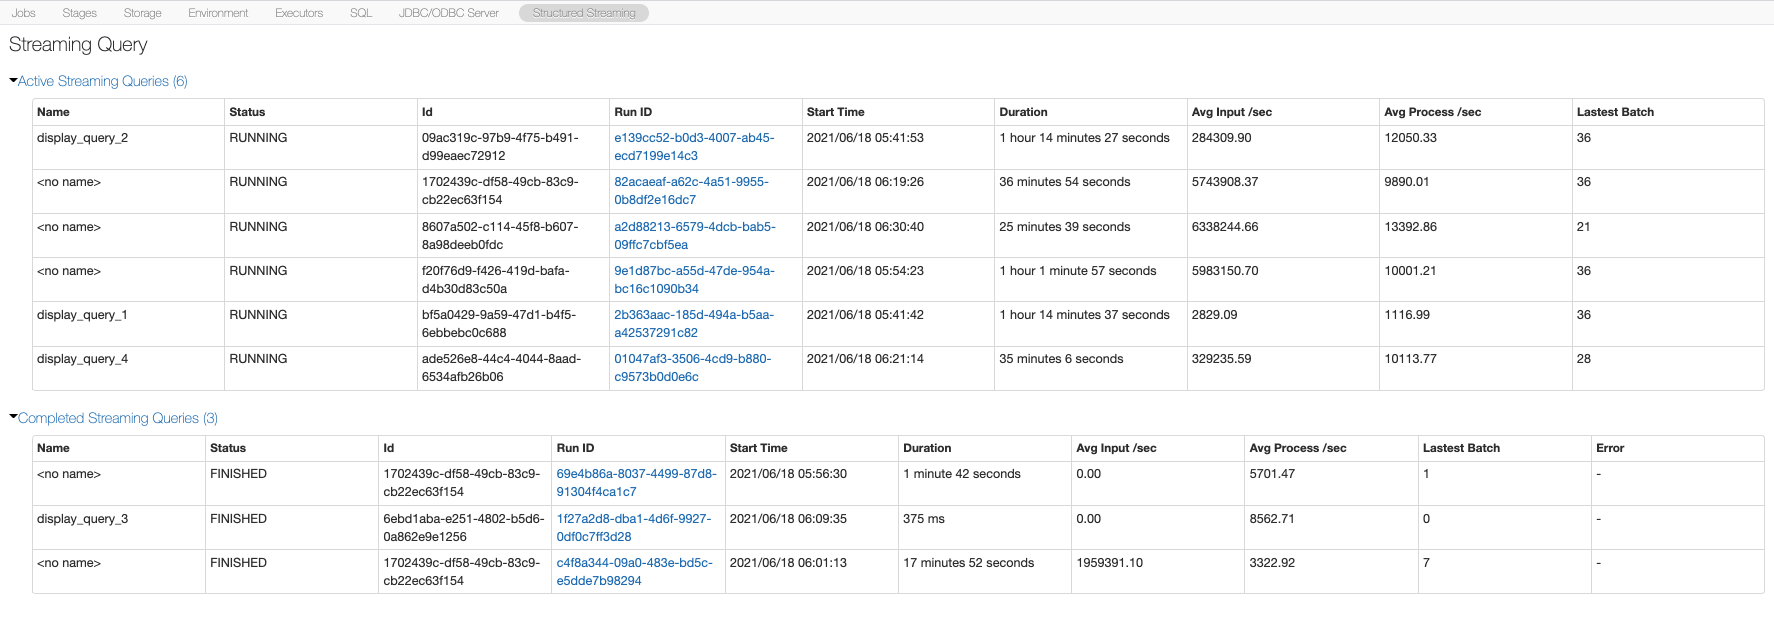 Jobs Stages Storage Environment Executors SQL JDBC/ODBC Server Structured Streaming
Streaming Query
Active Streaming Queries (6)
Name Status Id Run ID Start Time Duration Avg Input /sec Avg Process /sec Lastest Batch
display_query_2 RUNNING 09ac319c-97b9-4f75-b491- e139cc52-b0d3-4007-ab45- 2021/06/18 05:41:53 1 hour 14 minutes 27 seconds 284309.90 12050.33 36
d99eaec72912 ecd7199e14c3
<no name> RUNNING 1702439c-df58-49cb-83c9- 82acaeaf-a62c-4a51-9955- 2021/06/18 06:19:26 36 minutes 54 seconds 5743908.37 9890.01 36
cb22ec63f154 0b8df2e16dc7
<no name> RUNNING 8607a502-c114-45f8-b607- a2d88213-6579-4dcb-bab5- 2021/06/18 06:30:40 25 minutes 39 seconds 6338244.66 13392.86 21
8a98deeb0fdc 09ffc7cbf5ea
<no name> RUNNING f20f76d9-f426-419d-bafa- 9e1d87bc-a55d-47de-954a- 2021/06/18 05:54:23 1 hour 1 minute 57 seconds 5983150.70 10001.21 36
d4b30d83c50a bc16c1090b34
display_query_1 RUNNING bf5a0429-9a59-47d1-b4f5- 2b363aac-185d-494a-b5aa- 2021/06/18 05:41:42 1 hour 14 minutes 37 seconds 2829.09 1116.99 36
6ebbebc0c688 a42537291c82
display_query_4 RUNNING ade526e8-44c4-4044-8aad- 01047af3-3506-4cd9-b880- 2021/06/18 06:21:14 35 minutes 6 seconds 329235.59 10113.77 28
6534afb26b06 c9573b0d0e6c
Completed Streaming Queries (3)
Name Status Id Run ID Start Time Duration Avg Input /sec Avg Process /sec Lastest Batch Error
<no name> FINISHED 1702439c-df58-49cb-83c9- 69e4b86a-8037-4499-87d8- 2021/06/18 05:56:30 1 minute 42 seconds 0.00 5701.47 1 -
cb22ec63f154 91304f4ca1c7
display_query_3 FINISHED 6ebd1aba-e251-4802-b5d6- 1f27a2d8-dba1-4d6f-9927- 2021/06/18 06:09:35 375 ms 0.00 8562.71 0 -
0a862e9e1256 0df0c7ff3d28
<no name> FINISHED 1702439c-df58-49cb-83c9- c4f8a344-09a0-483e-bd5c- 2021/06/18 06:01:13 17 minutes 52 seconds 1959391.10 3322.92 7 -
cb22ec63f154 e5dde7b98294